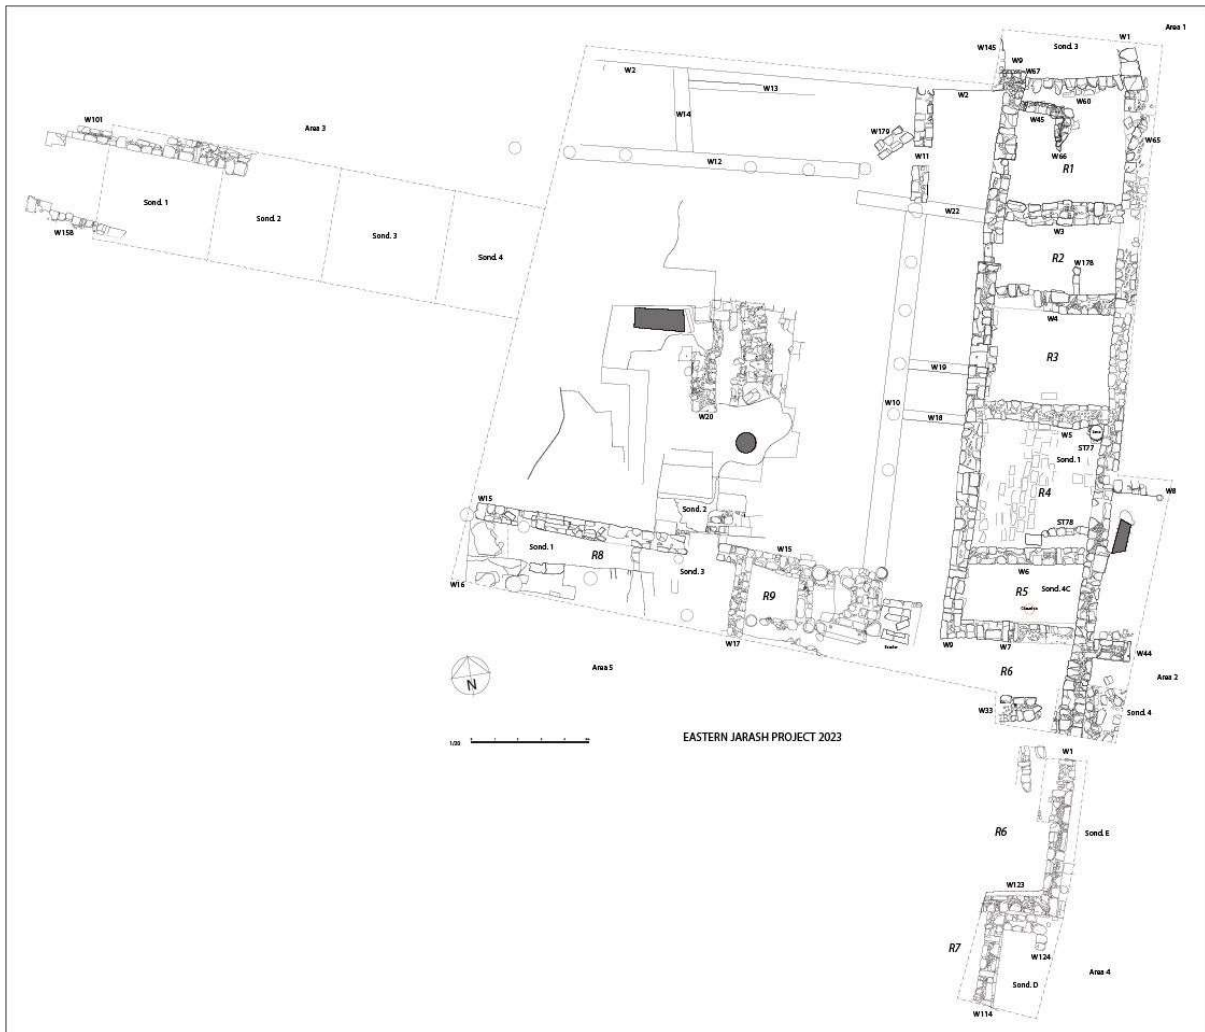 Area 1
W1
W145
Sond. 3
W9
W67
W2
W13
W2
W60
W14
W45
W101
Area 3
W179
W65
W11
W66
W12
R1
Sond. 1
Sond. 2
W22
Sond. 3
W3
W158
R2
W178
Sond. 4
W4
R3
W19
W10
W20
W18
W5
ST77
Sond. 1
R4
W8
W15
Sond. 2
ST78
Sond. 1
R8
W15
W6
Sond. 3
Sond. 4C
W16
R9
R5
W17
W9
W7
W44
Area 5
R6
Area 2
N
W33
Sond. 4
1/20
EASTERN JARASH PROJECT 2023
W1
R6
Sond. E
W123
R7
W124
Area 4
Sond. D
W114